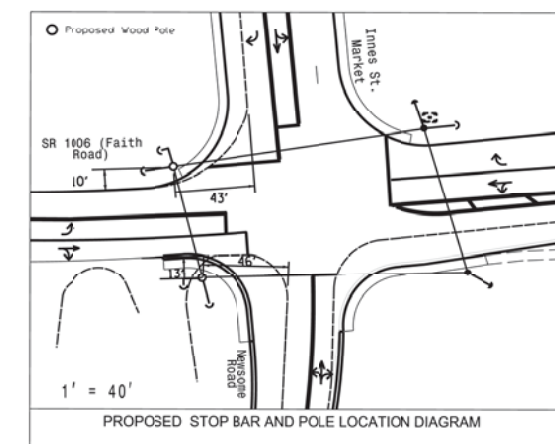 Proposed Wood Pole
Innes St.
Market
SR 1006 (Faith
Road)
10'
43'
46'
13'
Newsome
Road
1' = 40'
PROPOSED STOP BAR AND POLE LOCATION DIAGRAM